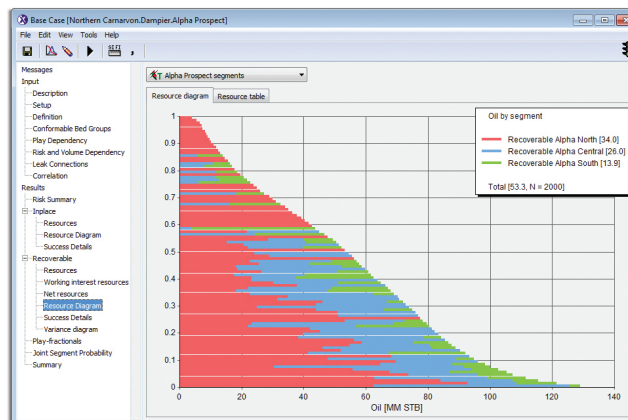 Base Case [Northern Carnarvon.Dampier.Alpha Prospect]
File Edit View Tools Help
SE FI
Messages
Input
Description
Setup
Definition
Conformable Bed Groups
Play Dependency
Risk and Volume Dependency
Leak Connections
Correlation
Results
Risk Summary
Inplace
Resources
Resource Diagram
Success Details
Recoverable
Resources
Working interest resources
Net resources
Resource Diagram
Success Details
Variance diagram
Play-fractionals
Joint Segment Probability
Summary
T Alpha Prospect segments
Resource diagram Resource table
Oil by segment
Recoverable Alpha North [34.0]
Recoverable Alpha Central [26.0]
Recoverable Alpha South [13.9]
Total [53.3, N = 2000]
1
0.9
0.8
0.7
0.6
0.5
0.4
0.3
0.2
0.1
0
0 20 40 60 80 100 120 140
Oil [MM STB]